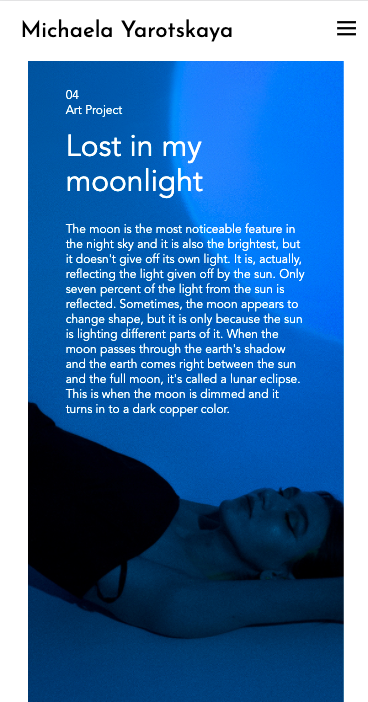 Michaela Yarotskaya
04
Art Project
Lost in my
moonlight
The moon is the most noticeable feature in
the night sky and it is also the brightest, but
it doesn't give off its own light. It is, actually,
reflecting the light given off by the sun. Only
seven percent of the light from the sun is
reflected. Sometimes, the moon appears to
change shape, but it is only because the sun
is lighting different parts of it. When the
moon passes through the earth's shadow
and the earth comes right between the sun
and the full moon, it's called a lunar eclipse.
This is when the moon is dimmed and it
turns in to a dark copper color.